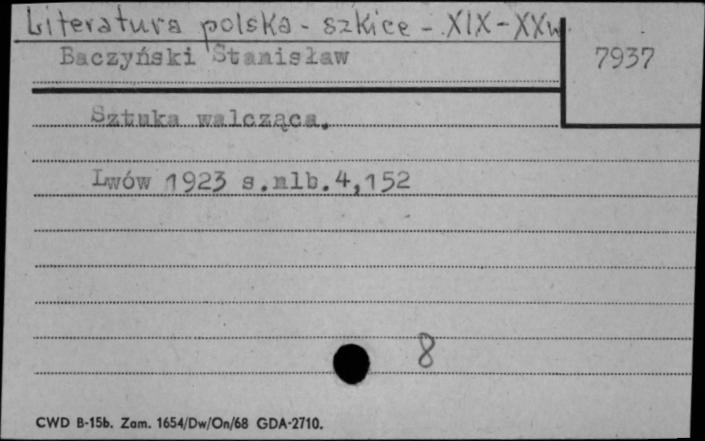 Literatura polska - szkice - XIX - XXw
Baczyński Stanisław
7937
Sztuka walcząca.
Lwów 1923 s.nlb.4,152
8
CWD B-15b. Zam. 1654/Dw/On/68 GDA-2710.